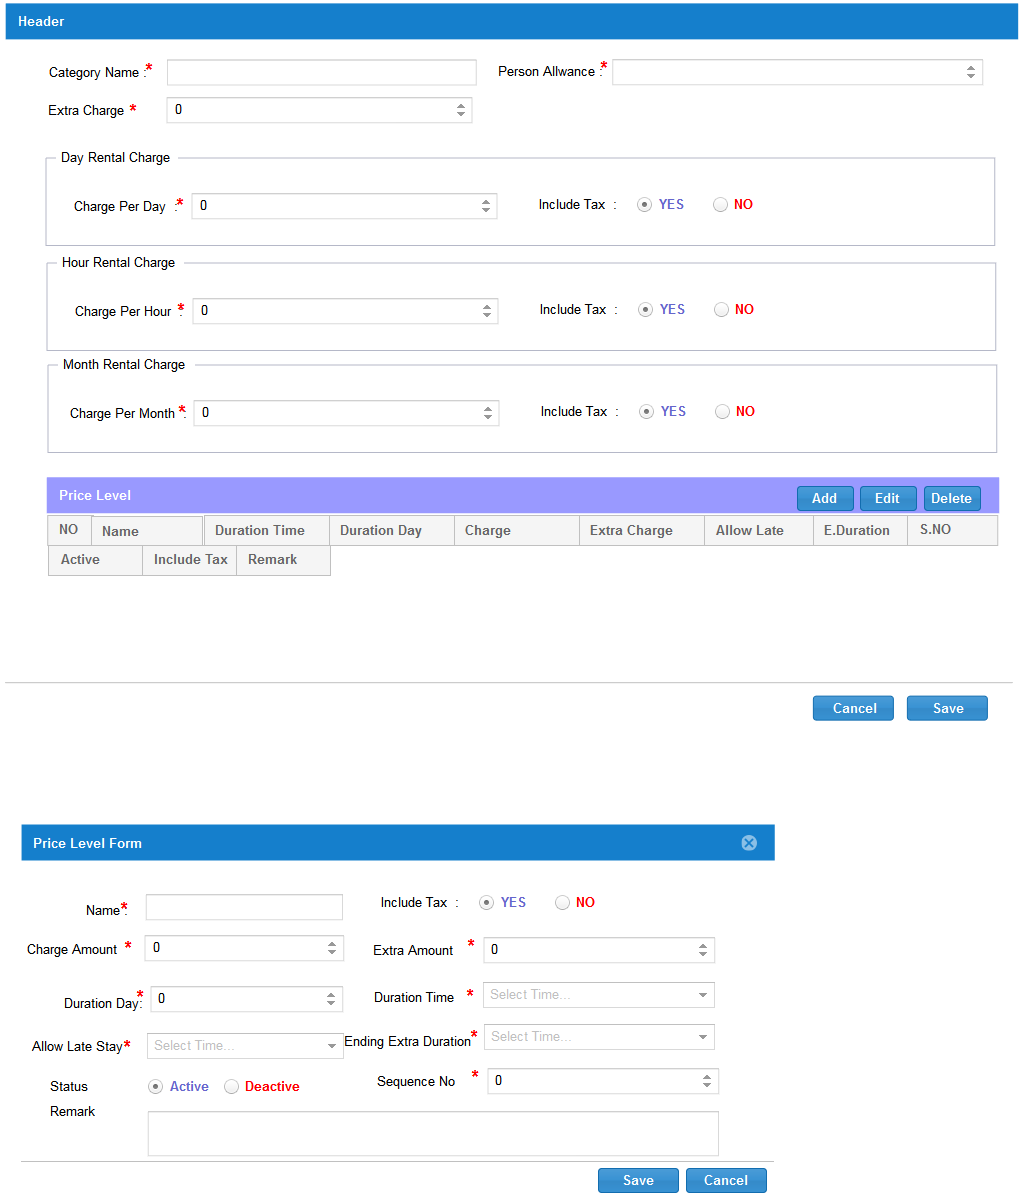 Header
Category Name :* Person Allwance :*
Extra Charge * 0
Day Rental Charge
Charge Per Day :* 0 Include Tax : YES NO
Hour Rental Charge
Charge Per Hour :* 0 Include Tax : YES NO
Month Rental Charge
Charge Per Month :* 0 Include Tax : YES NO
Price Level Add Edit Delete
NO Name Duration Time Duration Day Charge Extra Charge Allow Late E.Duration S.NO
Active Include Tax Remark
Cancel Save
Price Level Form
Name:* Include Tax : YES NO
Charge Amount * 0 Extra Amount * 0
Duration Day:* 0 Duration Time * Select Time...
Allow Late Stay* Select Time... Ending Extra Duration* Select Time...
Status Active Deactive Sequence No * 0
Remark
Save Cancel